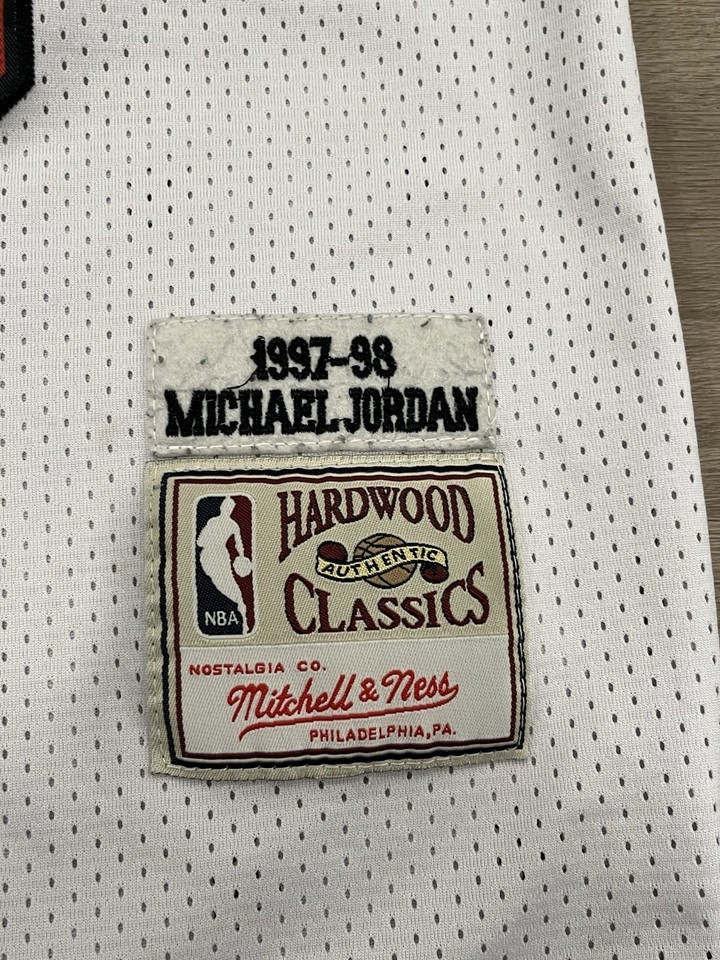 1997-98
MICHAEL JORDAN
HARDWOOD
AUTHENTIC
CLASSICS
NBA
NOSTALGIA CO.
Mitchell & Ness
PHILADELPHIA, PA.